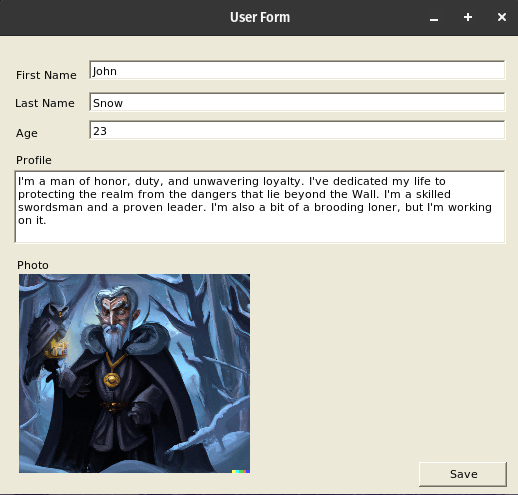 User Form
First Name
John
Last Name
Snow
Age
23
Profile
I'm a man of honor, duty, and unwavering loyalty. I've dedicated my life to
protecting the realm from the dangers that lie beyond the Wall. I'm a skilled
swordsman and a proven leader. I'm also a bit of a brooding loner, but I'm working
on it.
Photo
Save